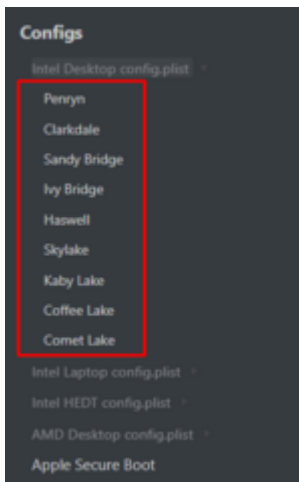 Configs
Intel Desktop config.plist
Penryn
Clarkdale
Sandy Bridge
Ivy Bridge
Haswell
Skylake
Kaby Lake
Coffee Lake
Comet Lake
Intel Laptop config.plist
Intel HEDT config.plist
AMD Desktop config.plist
Apple Secure Boot